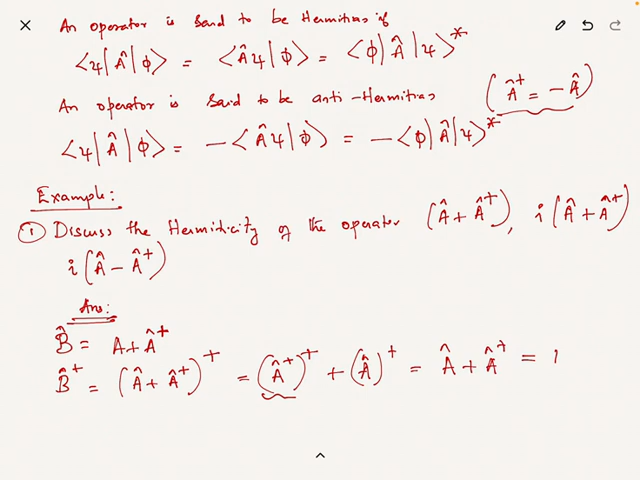 An operator is said to be Hermitian if
⟨ψ|Â|ϕ⟩ = ⟨Âψ|ϕ⟩ = ⟨ϕ|Â|ψ⟩*
An operator is said to be anti-Hermitian (Â† = -Â)
⟨ψ|Â|ϕ⟩ = -⟨Âψ|ϕ⟩ = -⟨ϕ|Â|ψ⟩*
Example:
① Discuss the Hermiticity of the operator (Â + Â†), i(Â + Â†)
i(Â - Â†)
Ans:
B̂ = A + Â†
B̂† = (Â + Â†)† = (Â†)† + (Â)† = Â + Â† =